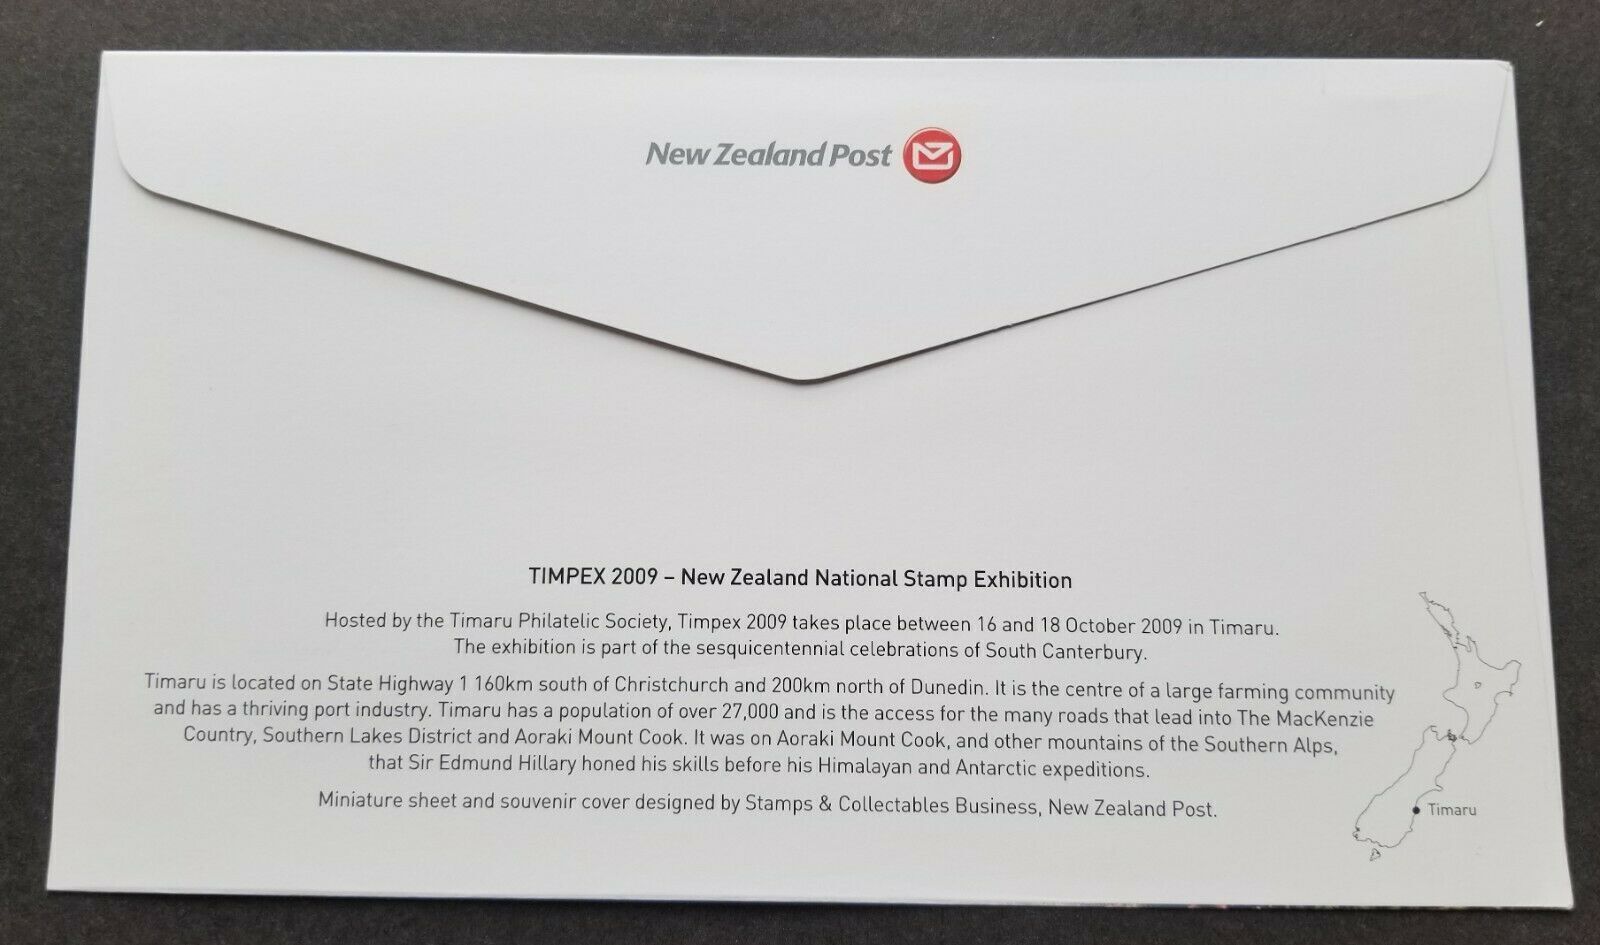 New Zealand Post
TIMPEX 2009 – New Zealand National Stamp Exhibition
Hosted by the Timaru Philatelic Society, Timpex 2009 takes place between 16 and 18 October 2009 in Timaru.
The exhibition is part of the sesquicentennial celebrations of South Canterbury.
Timaru is located on State Highway 1 160km south of Christchurch and 200km north of Dunedin. It is the centre of a large farming community
and has a thriving port industry. Timaru has a population of over 27,000 and is the access for the many roads that lead into The MacKenzie
Country, Southern Lakes District and Aoraki Mount Cook. It was on Aoraki Mount Cook, and other mountains of the Southern Alps,
that Sir Edmund Hillary honed his skills before his Himalayan and Antarctic expeditions.
Miniature sheet and souvenir cover designed by Stamps & Collectables Business, New Zealand Post.
Timaru